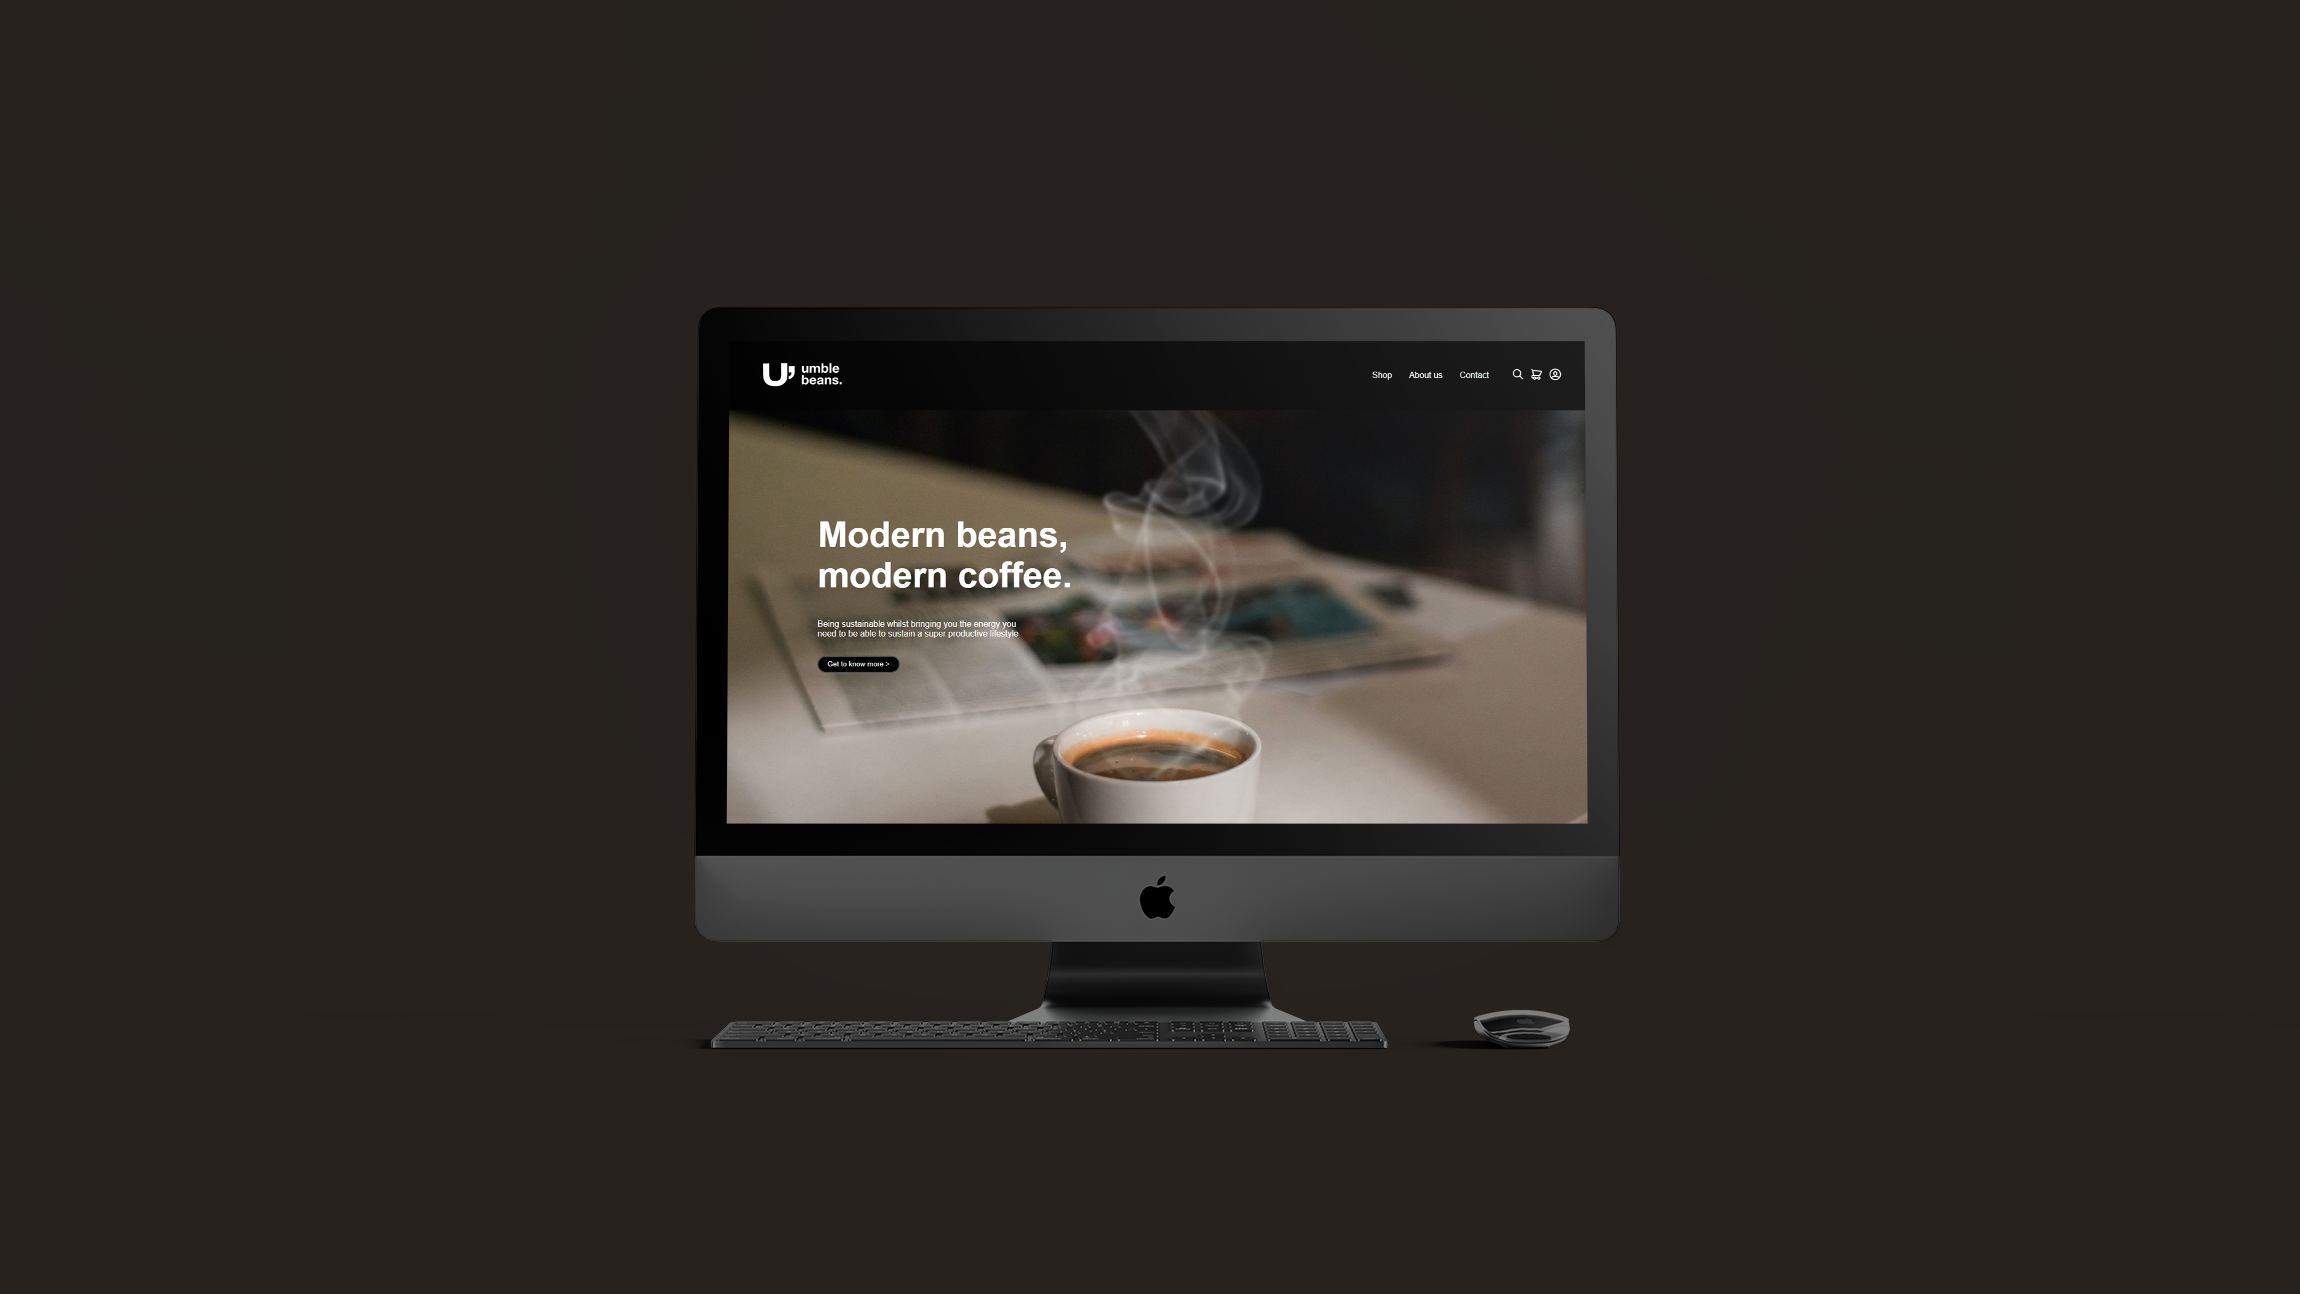 U’ umble
beans.
Shop About us Contact
Modern beans,
modern coffee.
Being sustainable whilst bringing you the energy you
need to be able to sustain a super productive lifestyle
Get to know more >